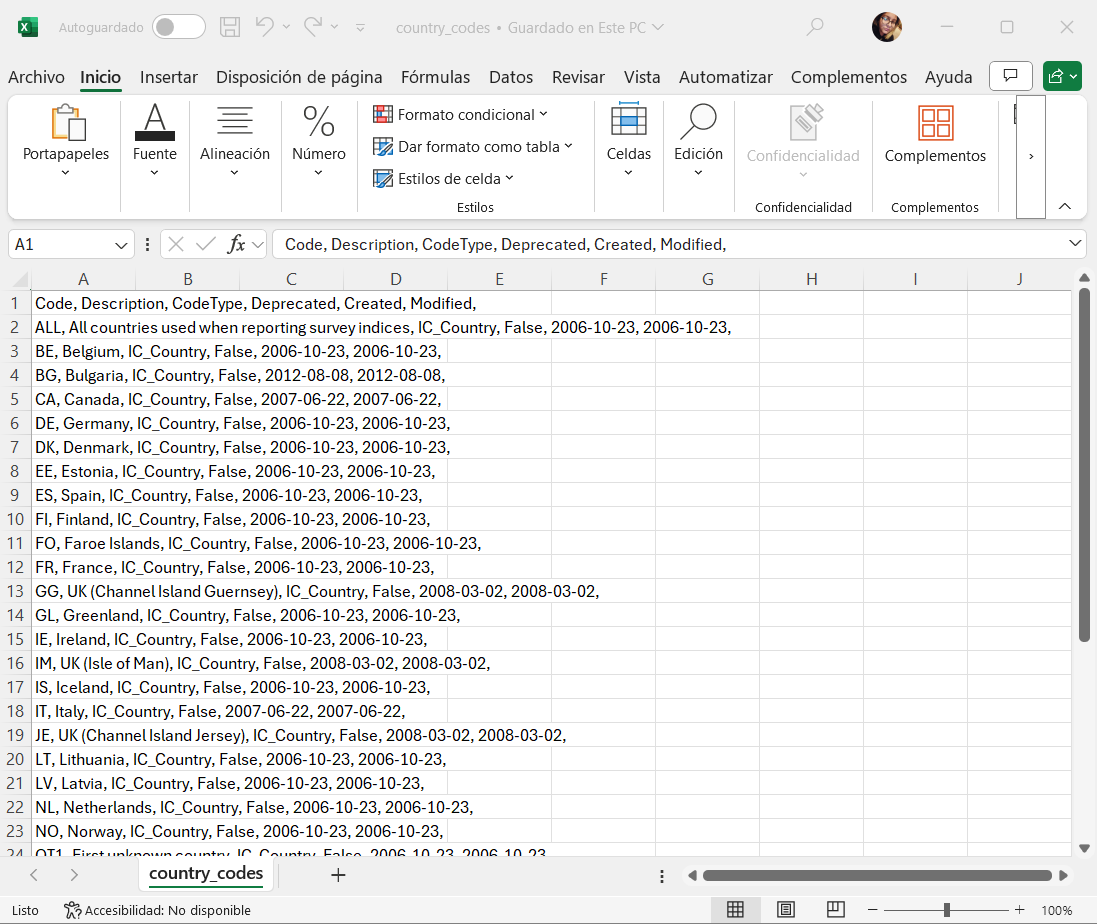 Autoguardado country_codes • Guardado en Este PC
Archivo Inicio Insertar Disposición de página Fórmulas Datos Revisar Vista Automatizar Complementos Ayuda
Portapapeles Fuente Alineación Número
Formato condicional
Dar formato como tabla
Estilos de celda
Estilos
Celdas Edición Confidencialidad Complementos
Confidencialidad Complementos
A1 fx Code, Description, CodeType, Deprecated, Created, Modified,
A B C D E F G H I J
1 Code, Description, CodeType, Deprecated, Created, Modified,
2 ALL, All countries used when reporting survey indices, IC_Country, False, 2006-10-23, 2006-10-23,
3 BE, Belgium, IC_Country, False, 2006-10-23, 2006-10-23,
4 BG, Bulgaria, IC_Country, False, 2012-08-08, 2012-08-08,
5 CA, Canada, IC_Country, False, 2007-06-22, 2007-06-22,
6 DE, Germany, IC_Country, False, 2006-10-23, 2006-10-23,
7 DK, Denmark, IC_Country, False, 2006-10-23, 2006-10-23,
8 EE, Estonia, IC_Country, False, 2006-10-23, 2006-10-23,
9 ES, Spain, IC_Country, False, 2006-10-23, 2006-10-23,
10 FI, Finland, IC_Country, False, 2006-10-23, 2006-10-23,
11 FO, Faroe Islands, IC_Country, False, 2006-10-23, 2006-10-23,
12 FR, France, IC_Country, False, 2006-10-23, 2006-10-23,
13 GG, UK (Channel Island Guernsey), IC_Country, False, 2008-03-02, 2008-03-02,
14 GL, Greenland, IC_Country, False, 2006-10-23, 2006-10-23,
15 IE, Ireland, IC_Country, False, 2006-10-23, 2006-10-23,
16 IM, UK (Isle of Man), IC_Country, False, 2008-03-02, 2008-03-02,
17 IS, Iceland, IC_Country, False, 2006-10-23, 2006-10-23,
18 IT, Italy, IC_Country, False, 2007-06-22, 2007-06-22,
19 JE, UK (Channel Island Jersey), IC_Country, False, 2008-03-02, 2008-03-02,
20 LT, Lithuania, IC_Country, False, 2006-10-23, 2006-10-23,
21 LV, Latvia, IC_Country, False, 2006-10-23, 2006-10-23,
22 NL, Netherlands, IC_Country, False, 2006-10-23, 2006-10-23,
23 NO, Norway, IC_Country, False, 2006-10-23, 2006-10-23,
24 OT1, First unknown country, IC_Country, False, 2006-10-23, 2006-10-23
country_codes
Listo Accesibilidad: No disponible 100%